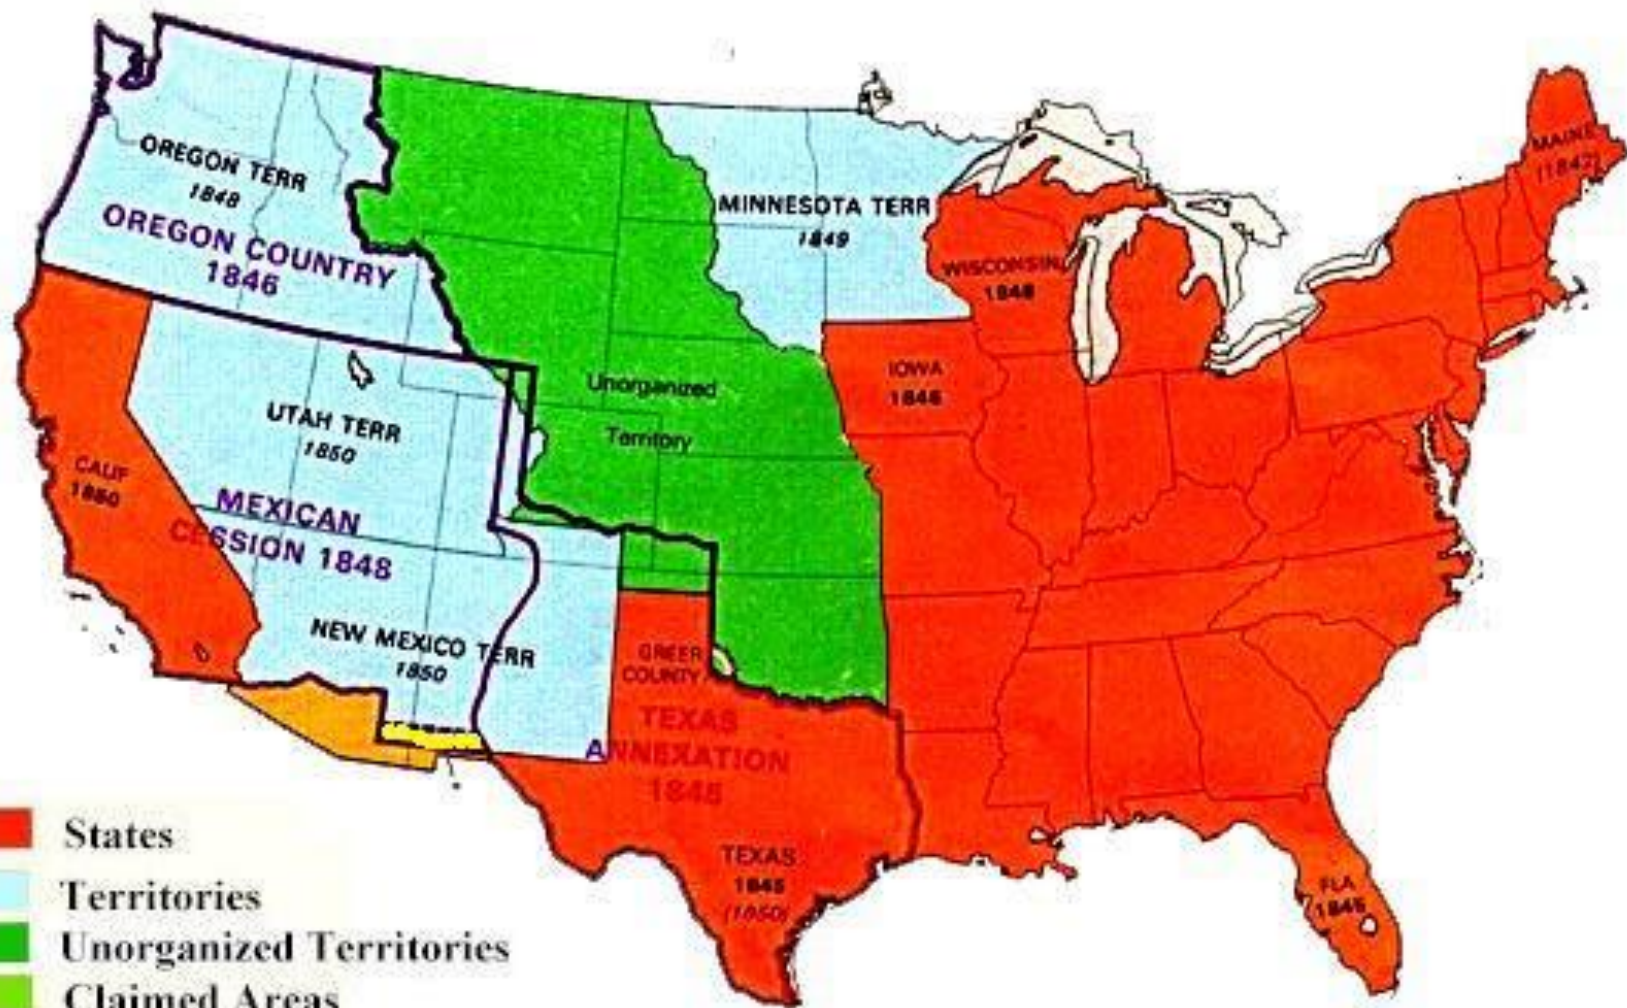 OREGON TERR
1848
OREGON COUNTRY
1846
MINNESOTA TERR
1849
MAINE
(1842)
WISCONSIN
1848
IOWA
1846
Unorganized
Territory
UTAH TERR
1850
CALIF
1850
MEXICAN
CESSION 1848
NEW MEXICO TERR
1850
GREER
COUNTY
TEXAS
ANNEXATION
1845
TEXAS
1845
(1850)
FLA
1845
States
Territories
Unorganized Territories
Claimed Areas